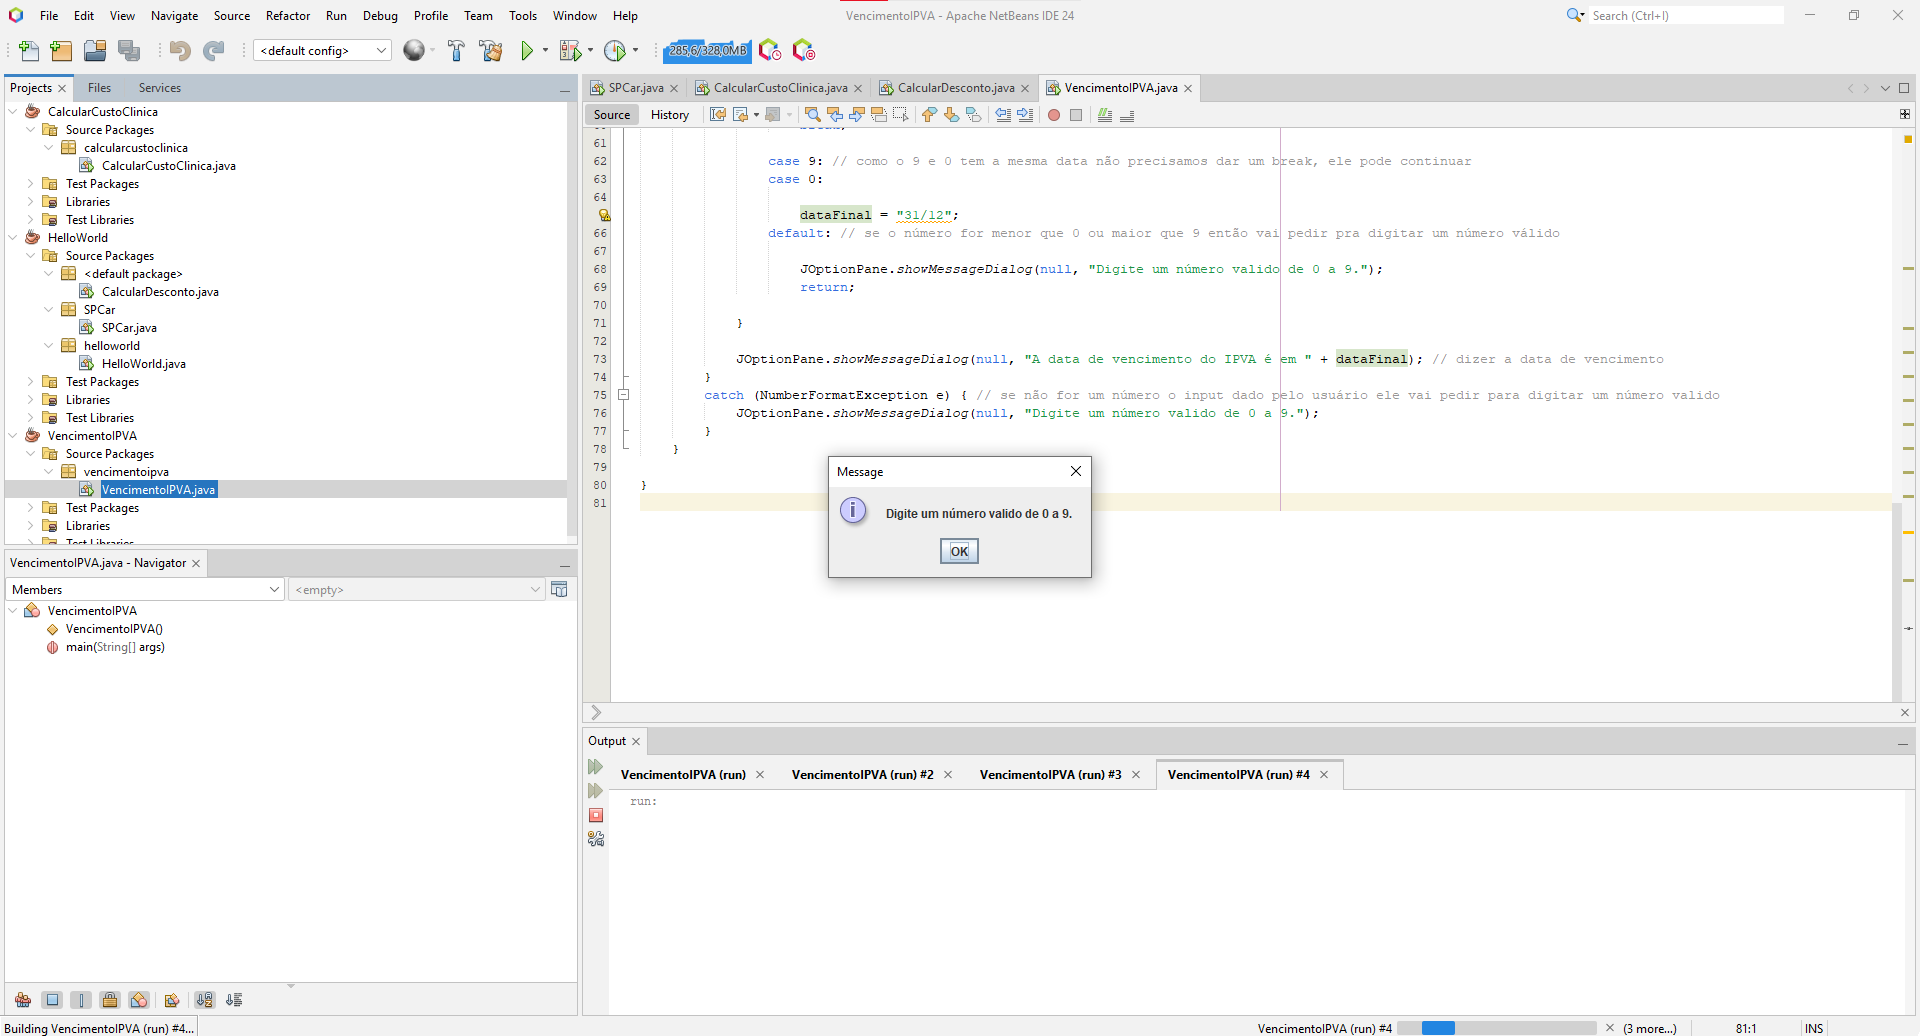 File Edit View Navigate Source Refactor Run Debug Profile Team Tools Window Help
VencimentoIPVA - Apache NetBeans IDE 24
Search (Ctrl+I)
<default config>
285,6/328,0MB
Projects Files Services
CalcularCustoClinica
Source Packages
calcularcustoclinica
CalcularCustoClinica.java
Test Packages
Libraries
Test Libraries
HelloWorld
Source Packages
<default package>
CalcularDesconto.java
SPCar
SPCar.java
helloworld
HelloWorld.java
Test Packages
Libraries
Test Libraries
VencimentoIPVA
Source Packages
vencimentoipva
VencimentoIPVA.java
Test Packages
Libraries
Test Libraries
VencimentoIPVA.java - Navigator
Members
<empty>
VencimentoIPVA
VencimentoIPVA()
main(String[] args)
SPCar.java CalcularCustoClinica.java CalcularDesconto.java VencimentoIPVA.java
Source History
60 break;
61
62 case 9: // como o 9 e 0 tem a mesma data não precisamos dar um break, ele pode continuar
63 case 0:
64
dataFinal = "31/12";
66 default: // se o número for menor que 0 ou maior que 9 então vai pedir pra digitar um número válido
67
68 JOptionPane.showMessageDialog(null, "Digite um número valido de 0 a 9.");
69 return;
70
71 }
72
73 JOptionPane.showMessageDialog(null, "A data de vencimento do IPVA é em " + dataFinal); // dizer a data de vencimento
74 }
75 catch (NumberFormatException e) { // se não for um número o input dado pelo usuário ele vai pedir para digitar um número valido
76 JOptionPane.showMessageDialog(null, "Digite um número valido de 0 a 9.");
77 }
78 }
79
80 }
81
Message
Digite um número valido de 0 a 9.
OK
Output
VencimentoIPVA (run) VencimentoIPVA (run) #2 VencimentoIPVA (run) #3 VencimentoIPVA (run) #4
run:
Building VencimentoIPVA (run) #4...
VencimentoIPVA (run) #4
(3 more...)
81:1
INS